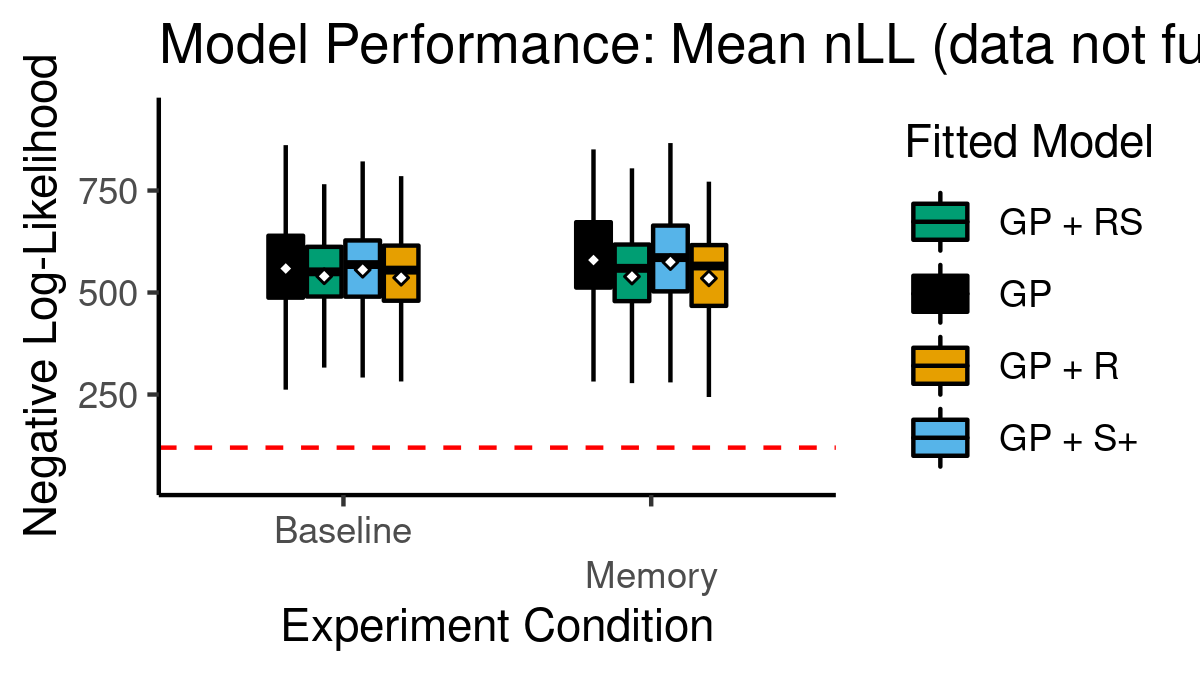 Model Performance: Mean nLL (data not fu
Negative Log-Likelihood
750
500
250
Baseline
Memory
Experiment Condition
Fitted Model
GP + RS
GP
GP + R
GP + S+